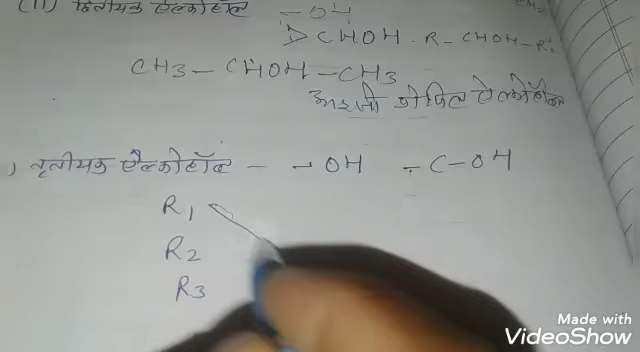 (II) द्वितीयक ऐल्कोहॉल -OH
>CHOH . R-CHOH-R₂
CH3-CHOH-CH3
आइसो प्रोपिल ऐल्कोहॉल
) तृतीयक ऐल्कोहॉल - -OH -C-OH
R1
R2
R3
Made with
VideoShow